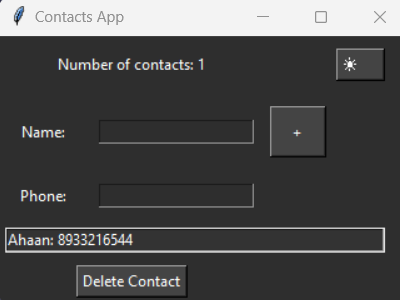 Contacts App
Number of contacts: 1
Name:
+
Phone:
Ahaan: 8933216544
Delete Contact